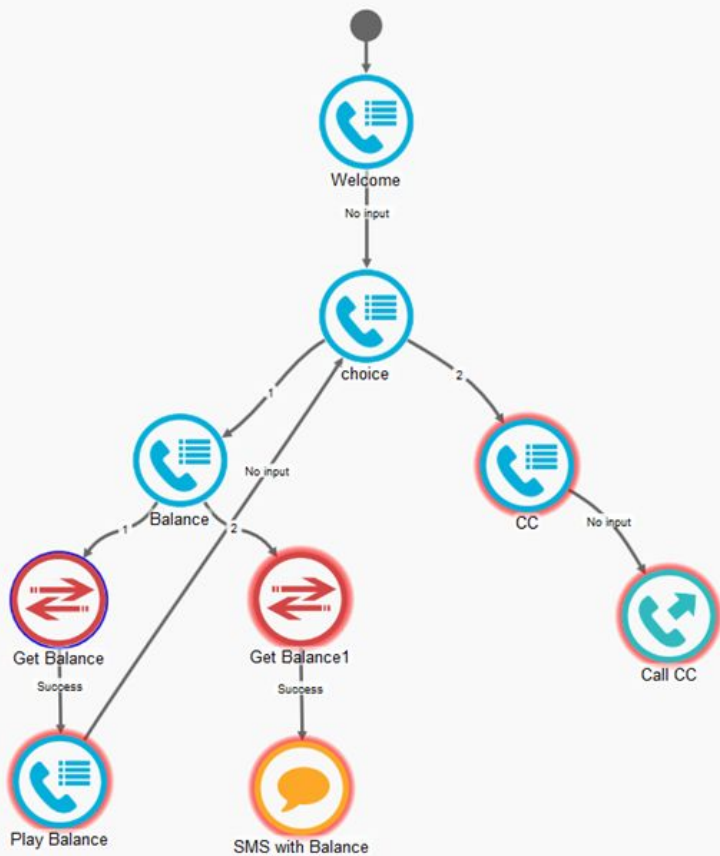 Welcome
No input
choice
1
2
Balance
No input
CC
1
2
No input
Get Balance
Get Balance1
Call CC
Success
Success
Play Balance
SMS with Balance